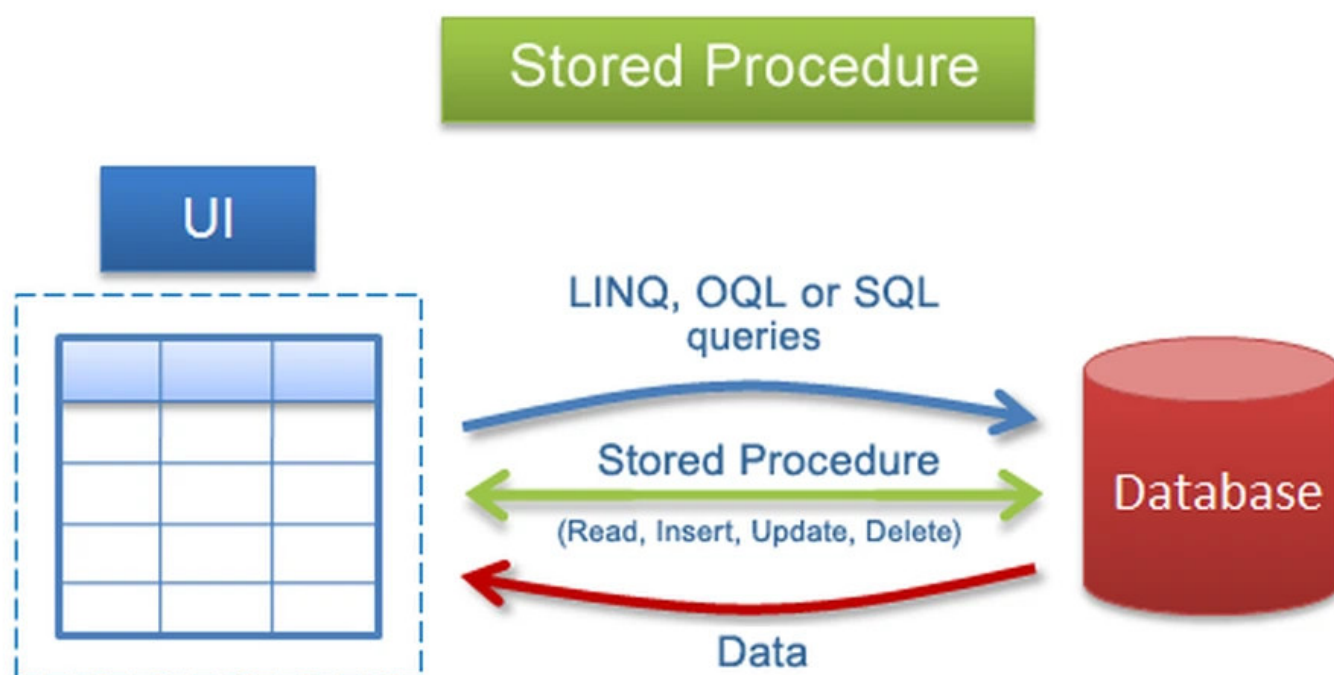 Stored Procedure
UI
LINQ, OQL or SQL
queries
Stored Procedure
(Read, Insert, Update, Delete)
Data
Database